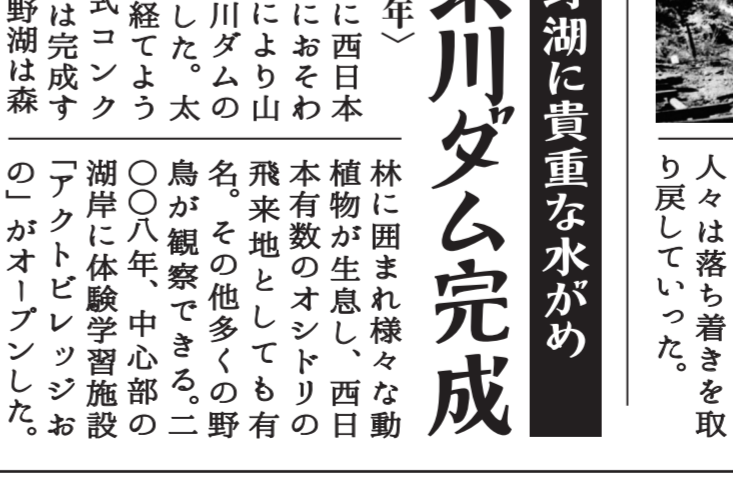 人々は落ち着きを取
り戻していった。
野湖に貴重な水がめ
東川ダム完成
年〉
に西日本
におそわ
により山
川ダムの
した。太
経てよう
式コンク
は完成す
野湖は森
林に囲まれ様々な動
植物が生息し、西日
本有数のオシドリの
飛来地としても有
名。その他多くの野
鳥が観察できる。二
〇〇八年、中心部の
湖岸に体験学習施設
「アクトビレッジお
の」がオープンした。